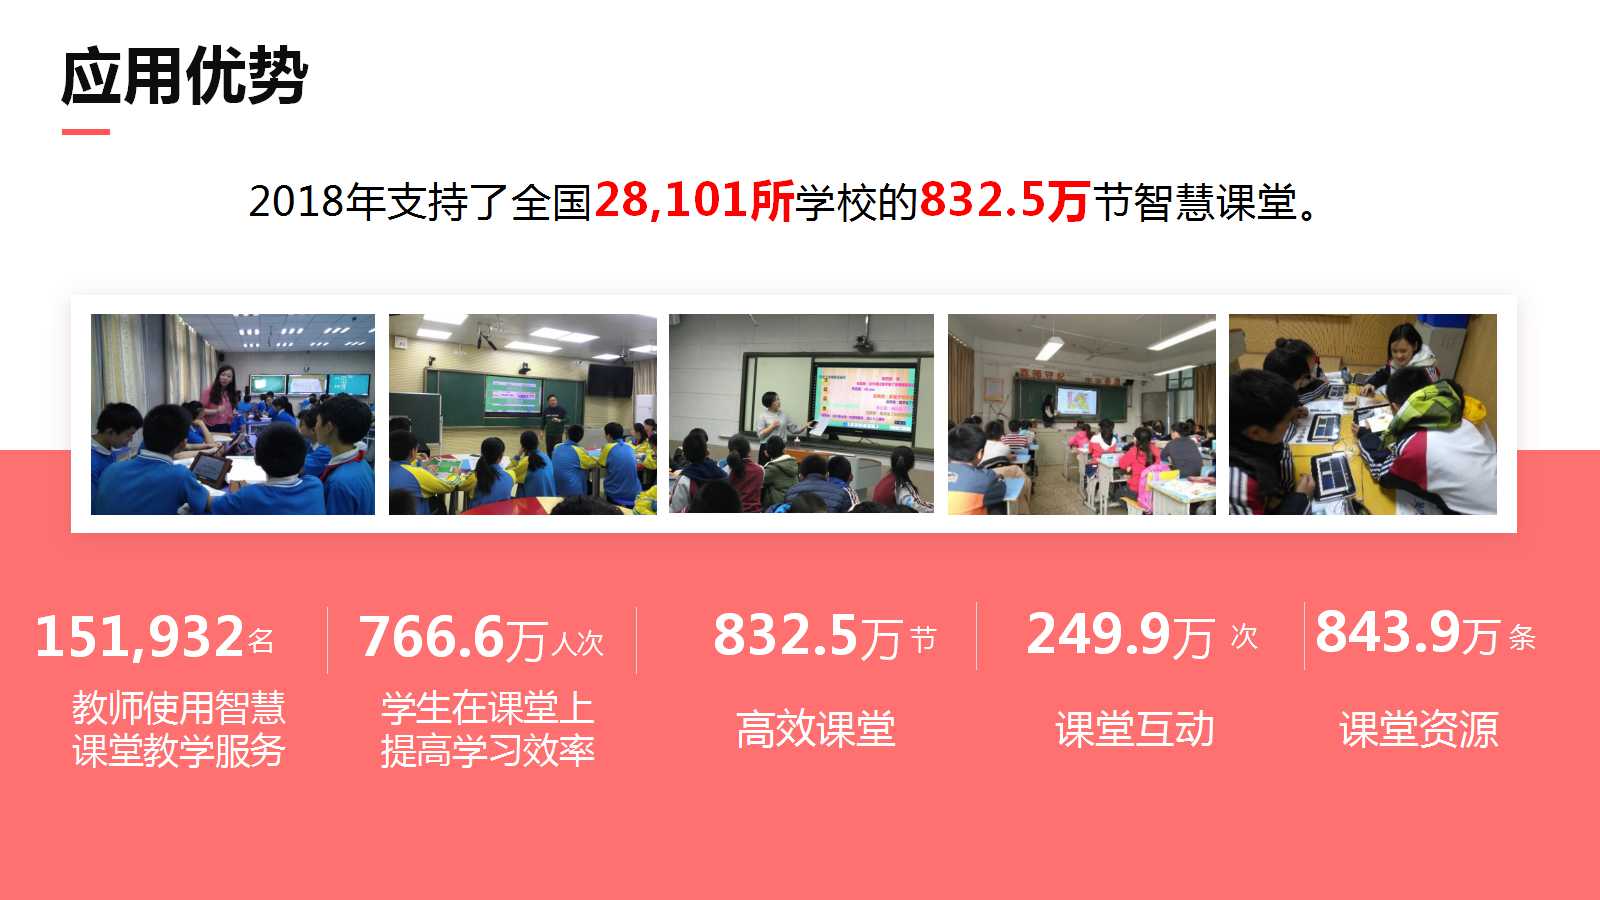 应用优势
2018年支持了全国28,101所学校的832.5万节智慧课堂。
151,932名
教师使用智慧
课堂教学服务
766.6万人次
学生在课堂上
提高学习效率
832.5万 节
高效课堂
249.9万 次
课堂互动
843.9万 条
课堂资源